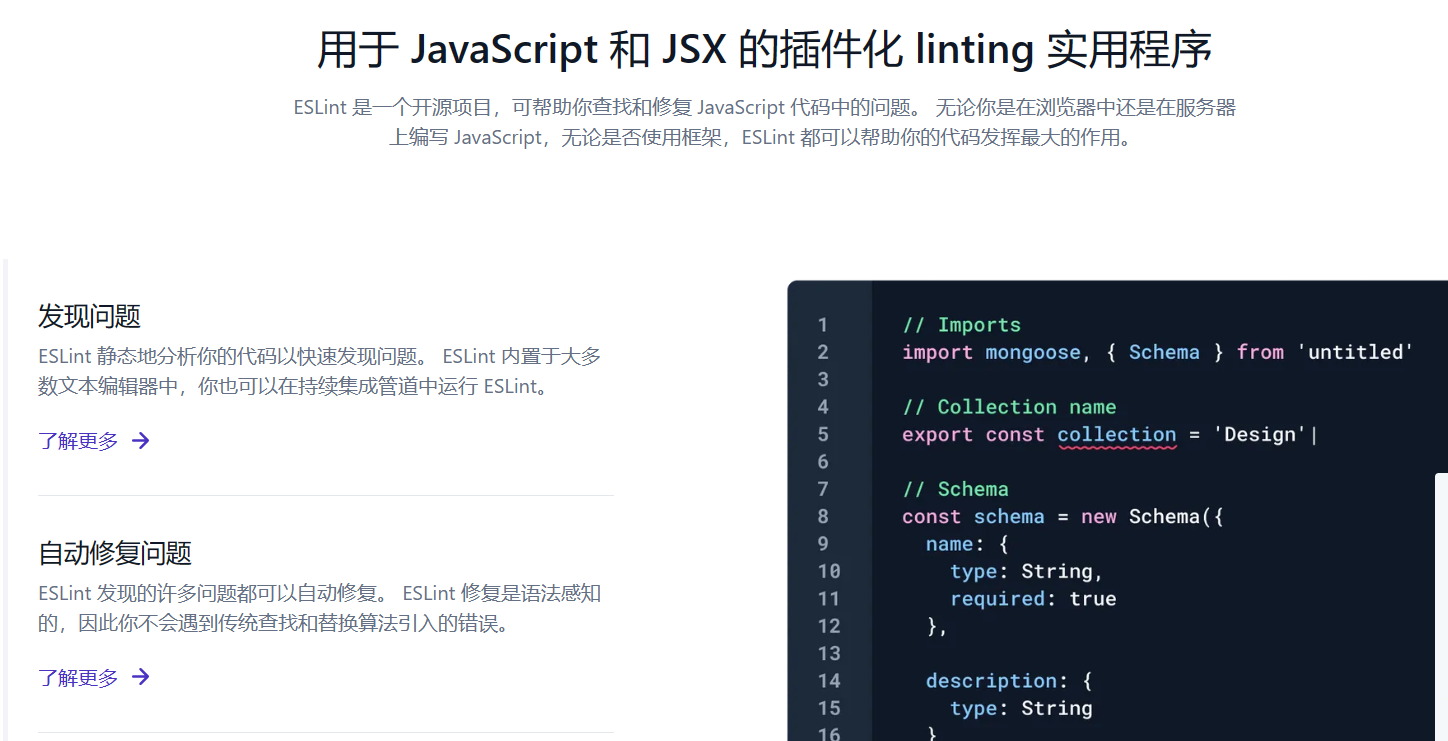 用于 JavaScript 和 JSX 的插件化 linting 实用程序
ESLint 是一个开源项目，可帮助你查找和修复 JavaScript 代码中的问题。 无论你是在浏览器中还是在服务器
上编写 JavaScript，无论是否使用框架，ESLint 都可以帮助你的代码发挥最大的作用。
发现问题
ESLint 静态地分析你的代码以快速发现问题。 ESLint 内置于大多
数文本编辑器中，你也可以在持续集成管道中运行 ESLint。
了解更多 →
自动修复问题
ESLint 发现的许多问题都可以自动修复。 ESLint 修复是语法感知
的，因此你不会遇到传统查找和替换算法引入的错误。
了解更多 →
1 // Imports
2 import mongoose, { Schema } from 'untitled'
3
4 // Collection name
5 export const collection = 'Design'|
6
7 // Schema
8 const schema = new Schema({
9 name: {
10 type: String,
11 required: true
12 },
13
14 description: {
15 type: String
16 }